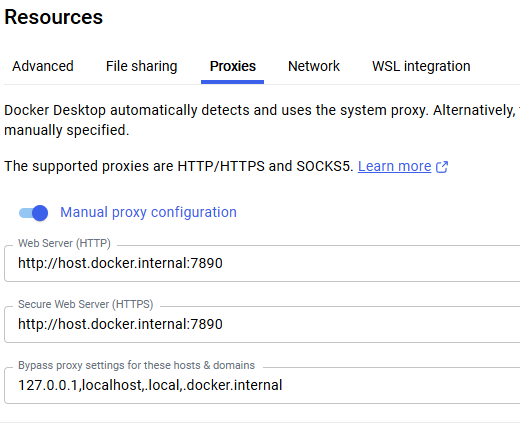 Resources
Advanced File sharing Proxies Network WSL integration
Docker Desktop automatically detects and uses the system proxy. Alternatively,
manually specified.
The supported proxies are HTTP/HTTPS and SOCKS5. Learn more
Manual proxy configuration
Web Server (HTTP)
http://host.docker.internal:7890
Secure Web Server (HTTPS)
http://host.docker.internal:7890
Bypass proxy settings for these hosts & domains
127.0.0.1,localhost,.local,.docker.internal